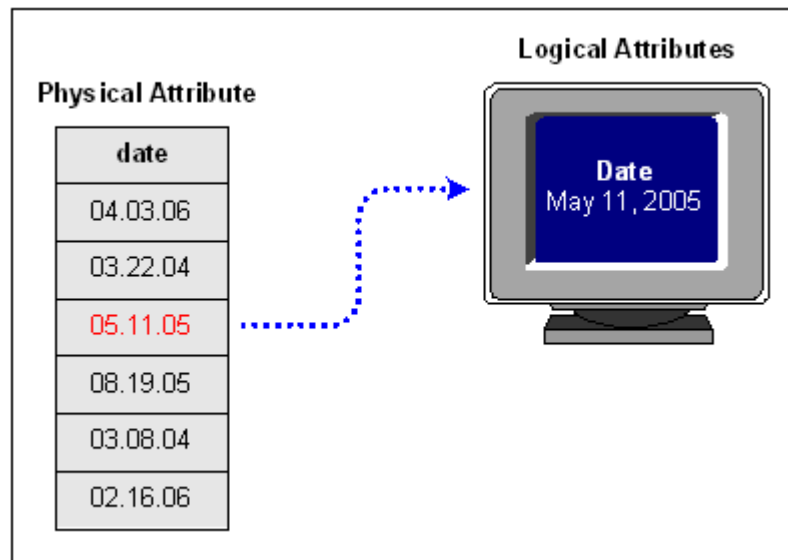 Logical Attributes
Physical Attribute
date
04.03.06
03.22.04
05.11.05
08.19.05
03.08.04
02.16.06
Date
May 11, 2005